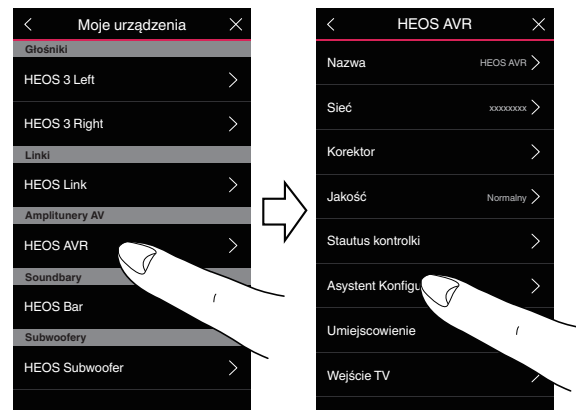 Moje urządzenia
Głośniki
HEOS 3 Left
HEOS 3 Right
Linki
HEOS Link
Amplitunery AV
HEOS AVR
Soundbary
HEOS Bar
Subwoofery
HEOS Subwoofer
HEOS AVR
Nazwa HEOS AVR
Sieć xxxxxxxx
Korektor
Jakość Normalny
Stautus kontrolki
Asystent Konfigu
Umiejscowienie
Wejście TV